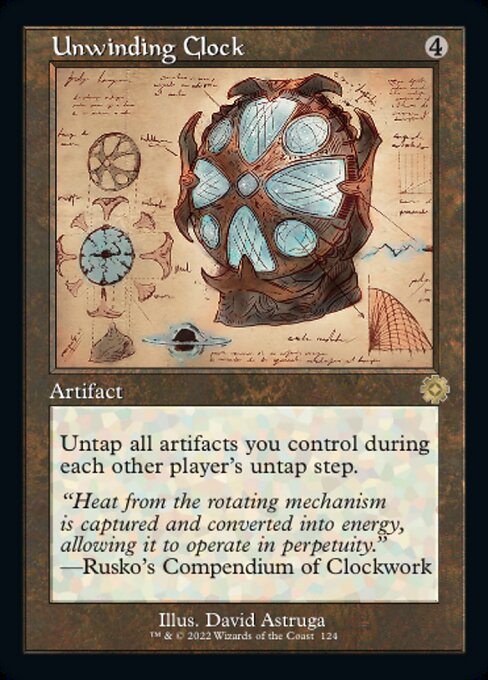 Unwinding Clock 4
Artifact
Untap all artifacts you control during
each other player's untap step.
“Heat from the rotating mechanism
is captured and converted into energy,
allowing it to operate in perpetuity.”
—Rusko's Compendium of Clockwork
Illus. David Astruga
™ & © 2022 Wizards of the Coast 124